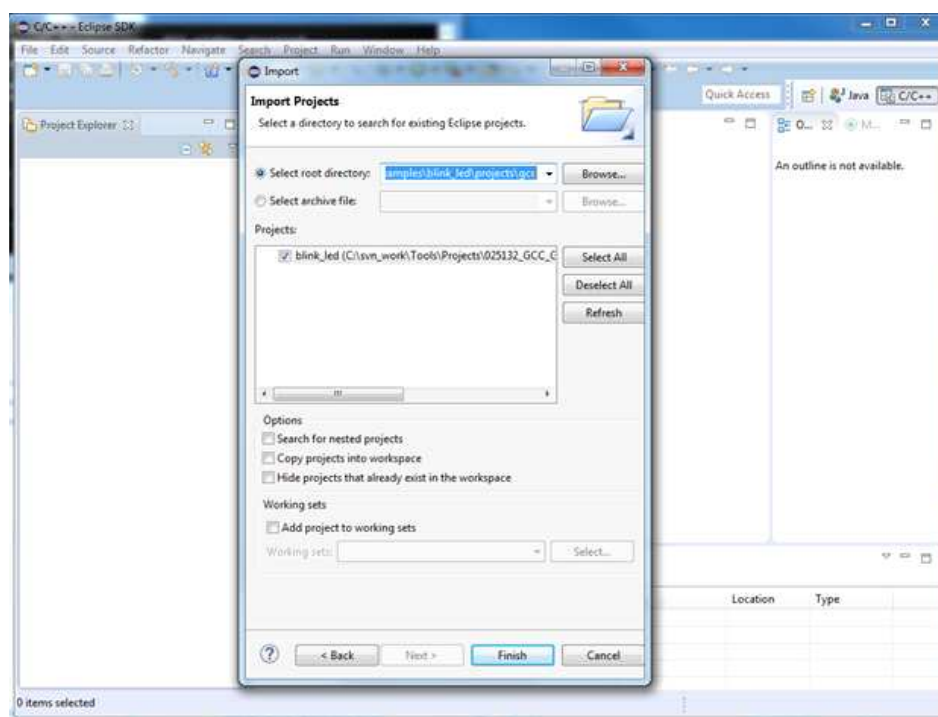 C/C++ - Eclipse SDK
File Edit Source Refactor Navigate Search Project Run Window Help
Import
Quick Access
Java
C/C++
Project Explorer
O...
M...
Import Projects
Select a directory to search for existing Eclipse projects.
An outline is not available.
Select root directory:
amples\blink_led\projects\gcc
Browse...
Select archive file:
Browse...
Projects:
blink_led (C:\svn_work\Tools\Projects\025132_GCC_G
Select All
Deselect All
Refresh
Options
Search for nested projects
Copy projects into workspace
Hide projects that already exist in the workspace
Working sets
Add project to working sets
Working sets:
Select...
Location Type
< Back
Next >
Finish
Cancel
0 items selected